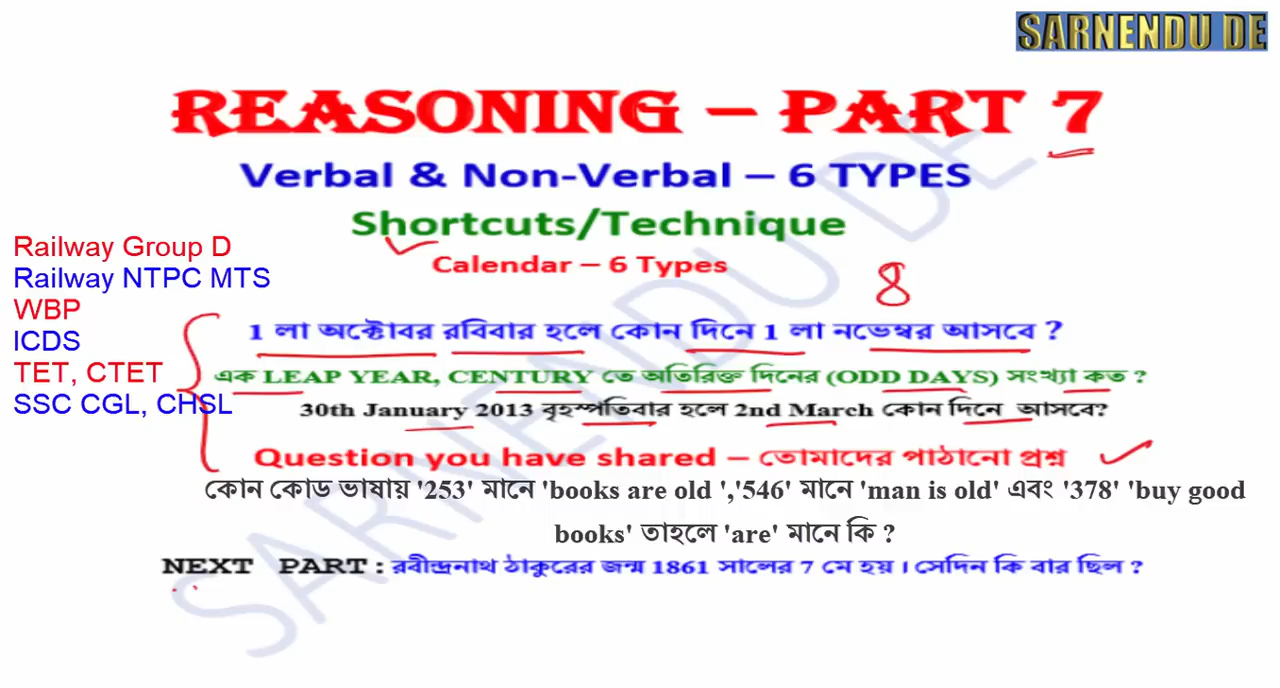 SARNENDU DE
REASONING – PART 7
Verbal & Non-Verbal – 6 TYPES
Shortcuts/Technique
Calendar – 6 Types
8
Railway Group D
Railway NTPC MTS
WBP
ICDS
TET, CTET
SSC CGL, CHSL
1 লা অক্টোবর রবিবার হলে কোন দিনে 1 লা নভেম্বর আসবে ?
এক LEAP YEAR, CENTURY তে অতিরিক্ত দিনের (ODD DAYS) সংখ্যা কত ?
30th January 2013 বৃহস্পতিবার হলে 2nd March কোন দিনে আসবে?
Question you have shared – তোমাদের পাঠানো প্রশ্ন
কোন কোড ভাষায় '253' মানে 'books are old ','546' মানে 'man is old' এবং '378' 'buy good
books' তাহলে 'are' মানে কি ?
NEXT PART : রবীন্দ্রনাথ ঠাকুরের জন্ম 1861 সালের 7 মে হয় । সেদিন কি বার ছিল ?
SARNENDU DE